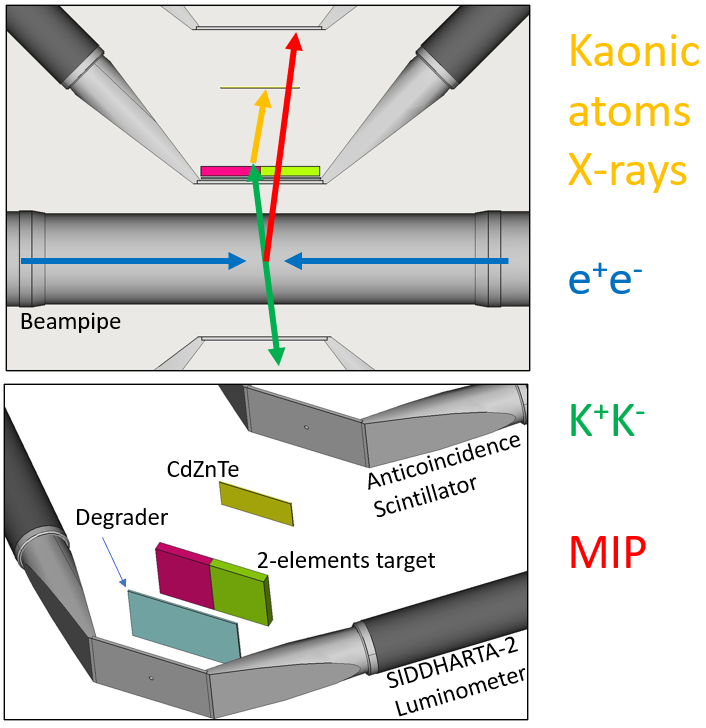 Kaonic
atoms
X-rays
e⁺e⁻
K⁺K⁻
MIP
Beampipe
CdZnTe
Anticoincidence
Scintillator
Degrader
2-elements target
SIDDHARTA-2
Luminometer